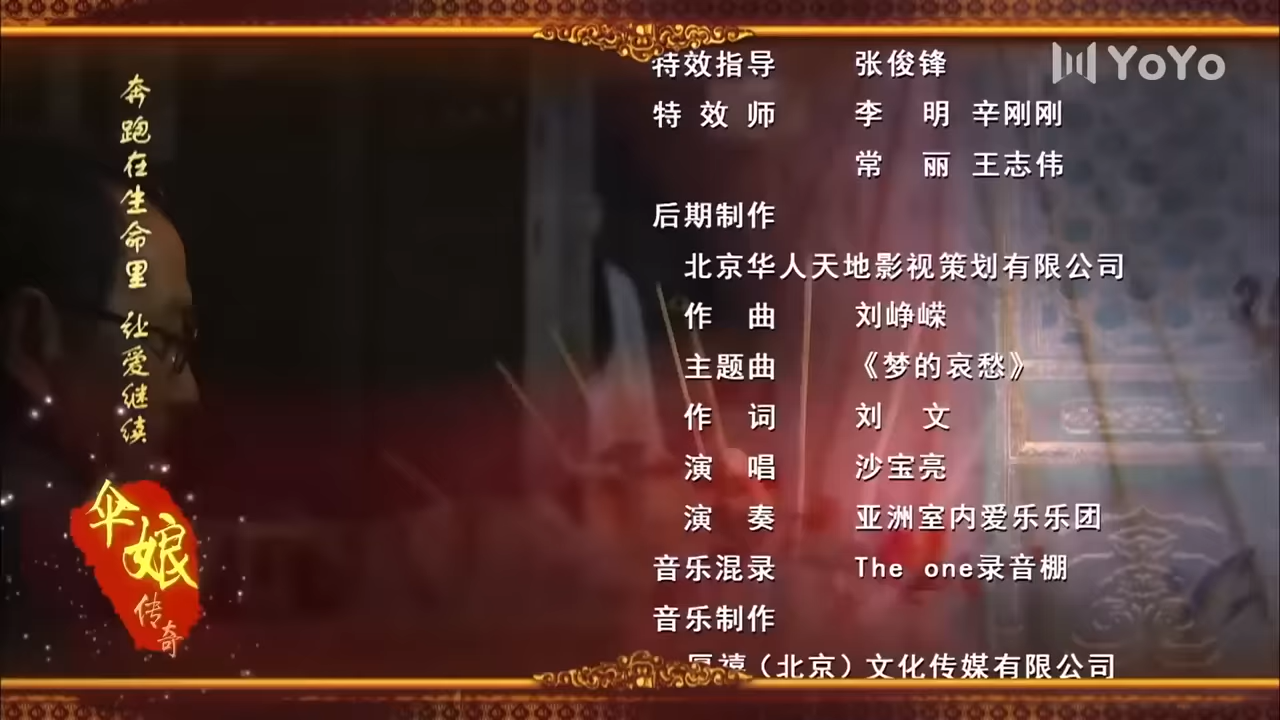 奔跑在生命里 让爱继续
伞娘
传奇
YoYo
特效指导 张俊锋
特 效 师 李 明 辛刚刚
常 丽 王志伟
后期制作
北京华人天地影视策划有限公司
作 曲 刘峥嵘
主题曲 《梦的哀愁》
作 词 刘 文
演 唱 沙宝亮
演 奏 亚洲室内爱乐乐团
音乐混录 The one录音棚
音乐制作
（北京）文化传媒有限公司